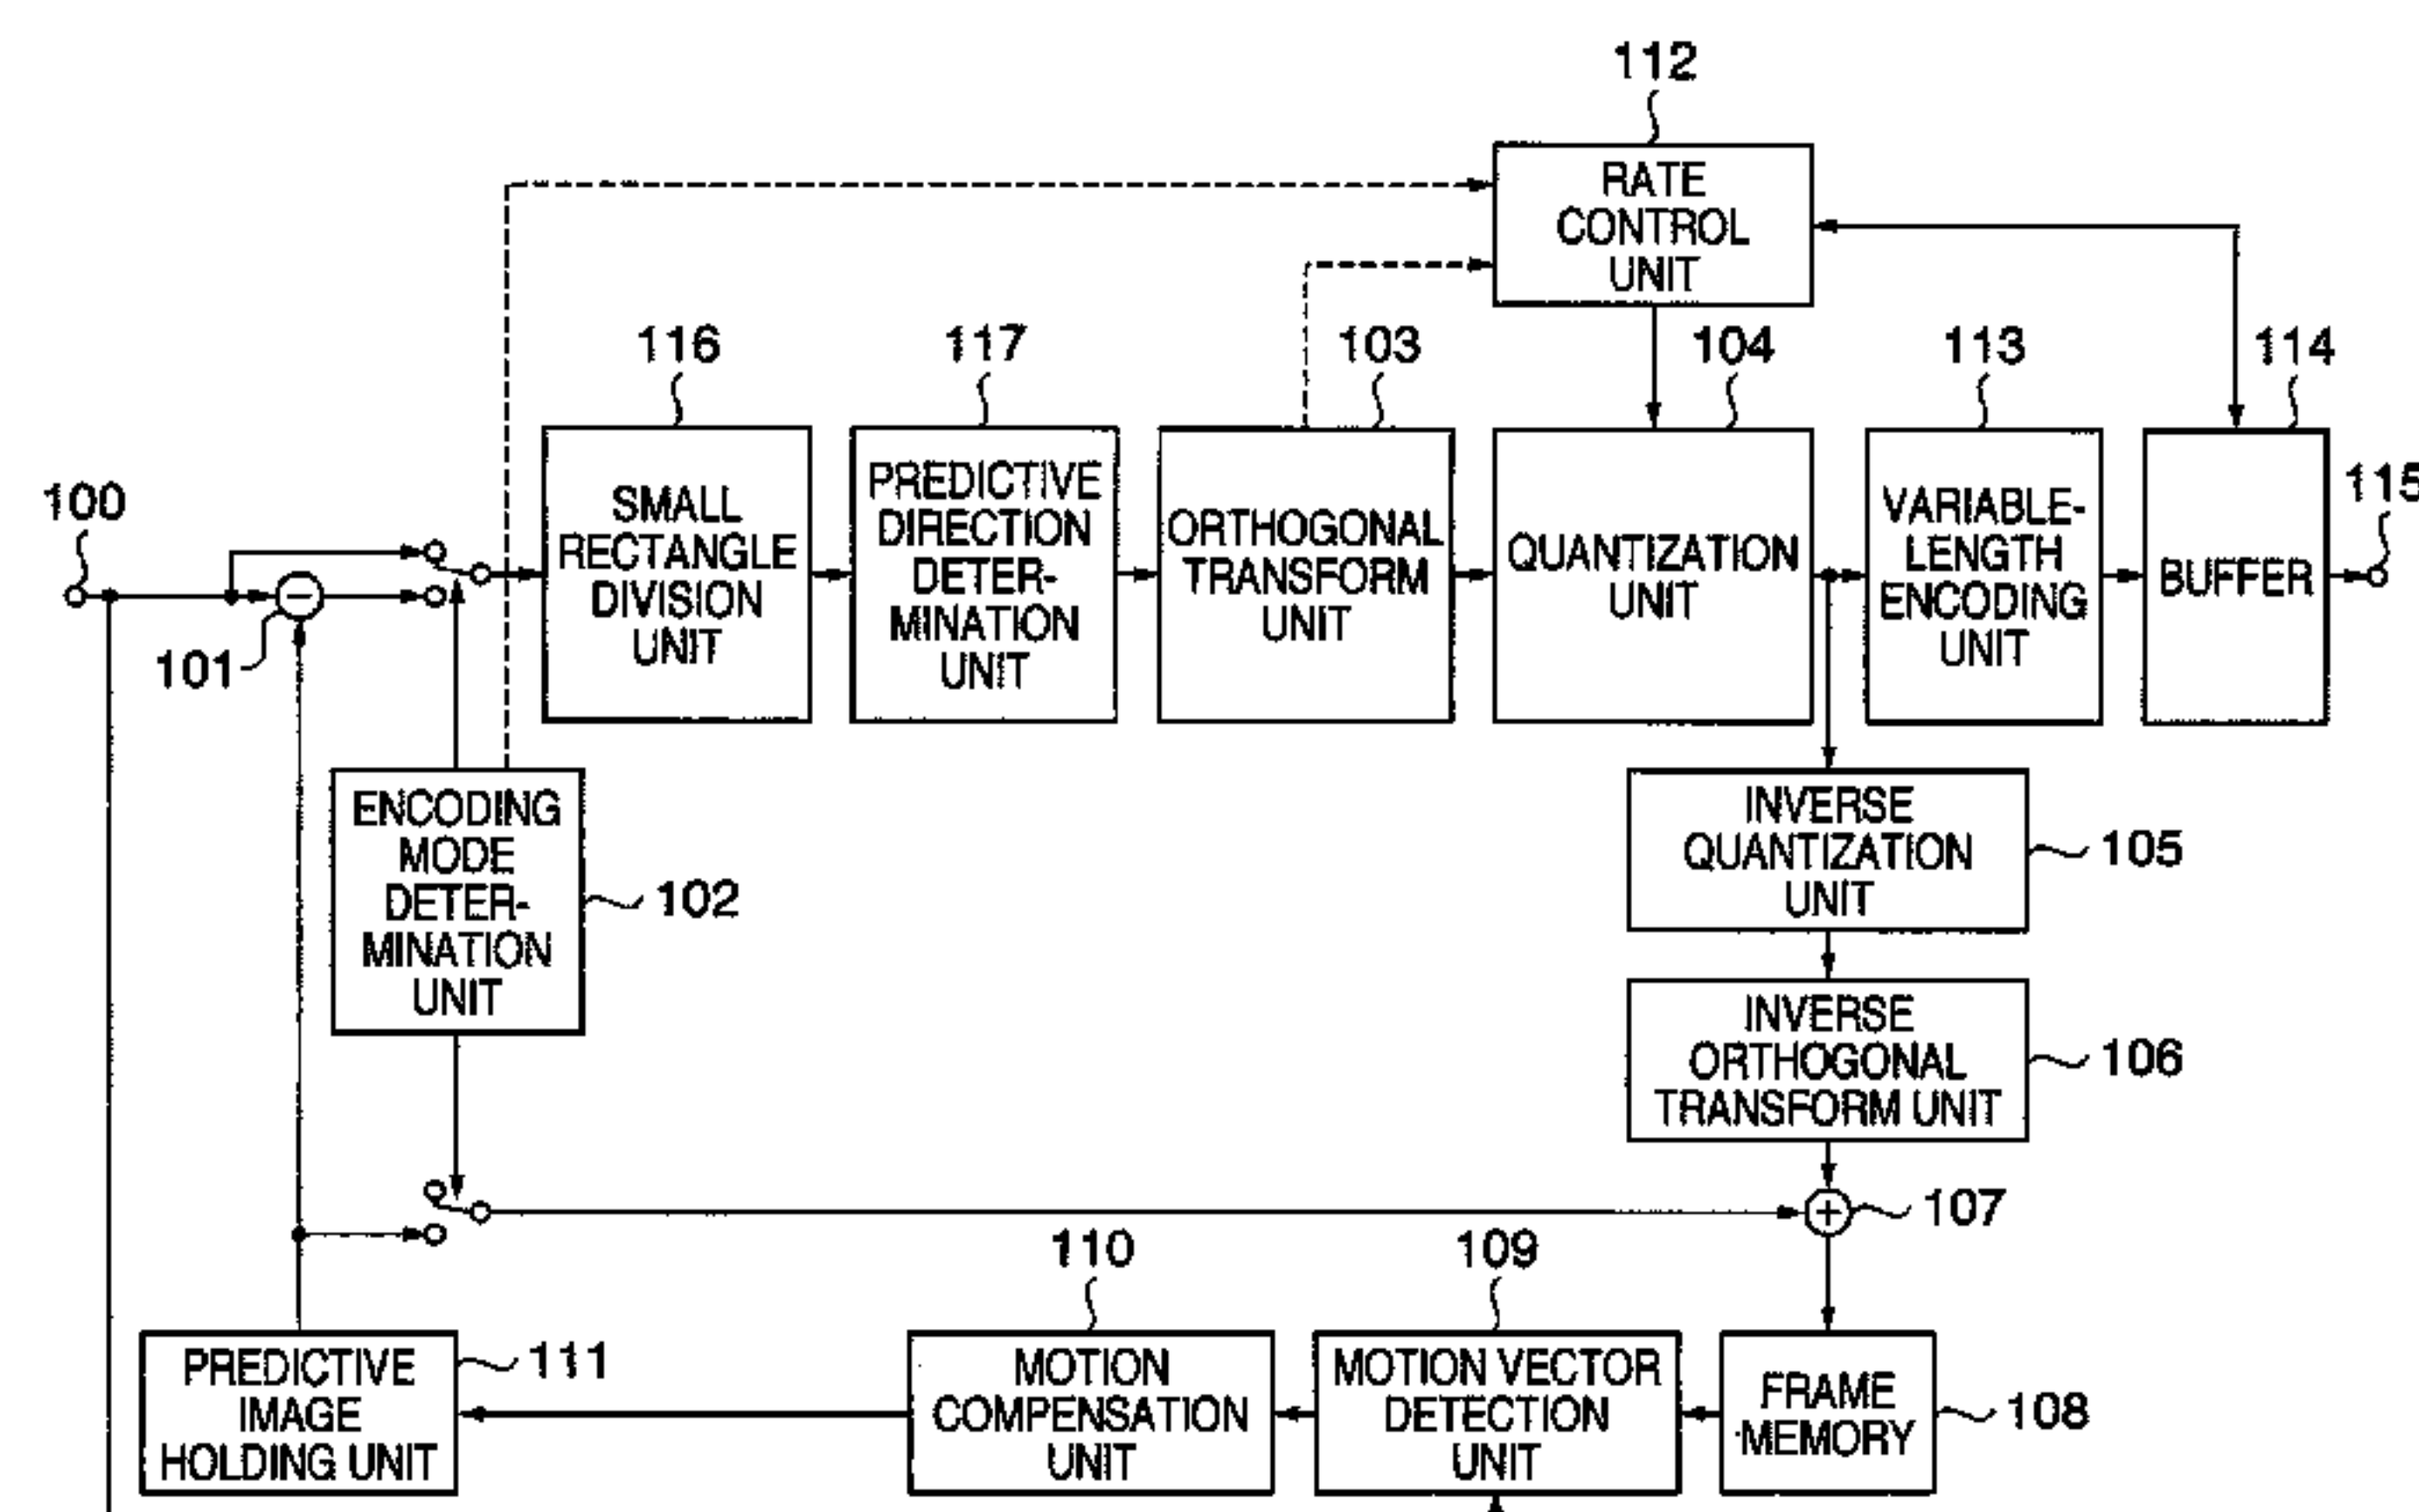 112
RATE
CONTROL
UNIT
116
117
103
104
113
114
115
100
SMALL
RECTANGLE
DIVISION
UNIT
PREDICTIVE
DIRECTION
DETER-
MINATION
UNIT
ORTHOGONAL
TRANSFORM
UNIT
QUANTIZATION
UNIT
VARIABLE-
LENGTH
ENCODING
UNIT
BUFFER
−
101
ENCODING
MODE
DETER-
MINATION
UNIT
102
INVERSE
QUANTIZATION
UNIT
105
INVERSE
ORTHOGONAL
TRANSFORM UNIT
106
+
107
110
109
PREDICTIVE
IMAGE
HOLDING UNIT
111
MOTION
COMPENSATION
UNIT
MOTION VECTOR
DETECTION
UNIT
FRAME
MEMORY
108